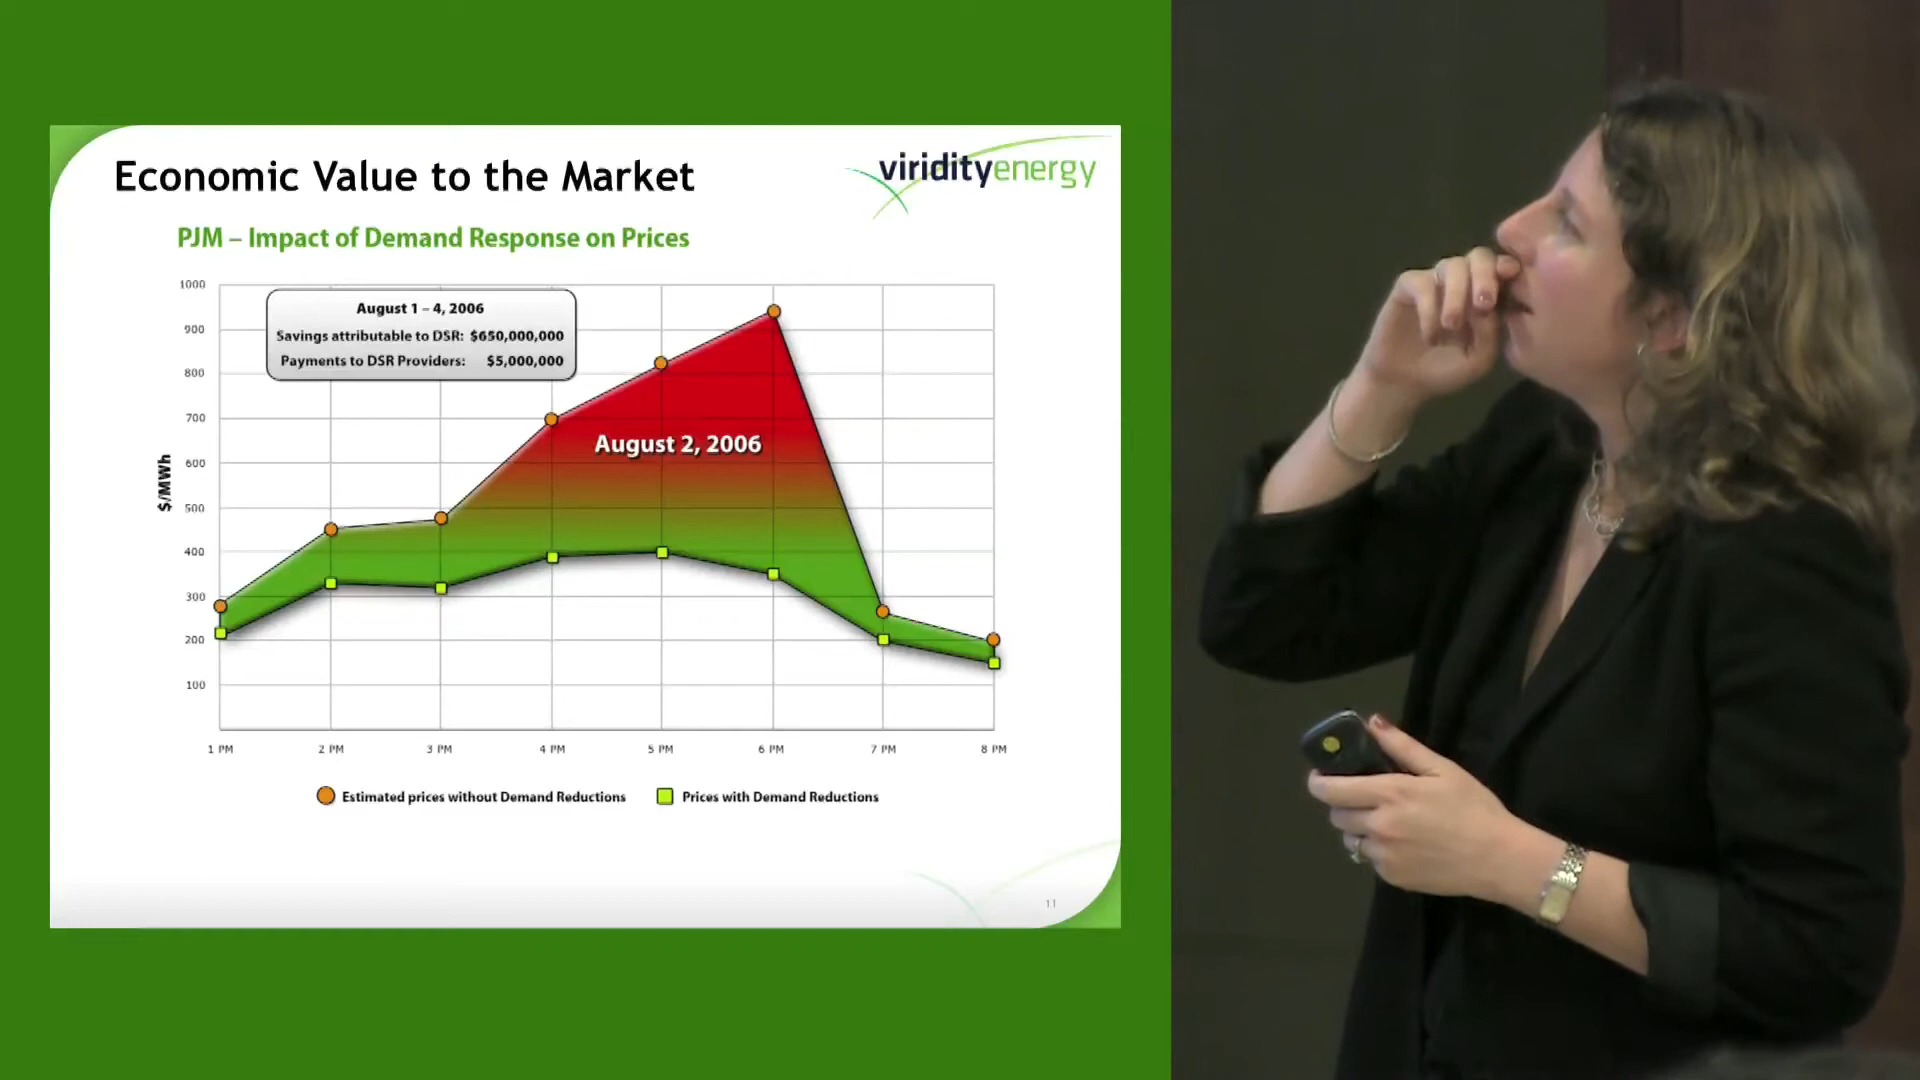 Economic Value to the Market
viridityenergy
PJM – Impact of Demand Response on Prices
1000
900
800
700
600
500
400
300
200
100
$/MWh
August 1 – 4, 2006
Savings attributable to DSR: $650,000,000
Payments to DSR Providers: $5,000,000
August 2, 2006
1 PM 2 PM 3 PM 4 PM 5 PM 6 PM 7 PM 8 PM
Estimated prices without Demand Reductions Prices with Demand Reductions
11